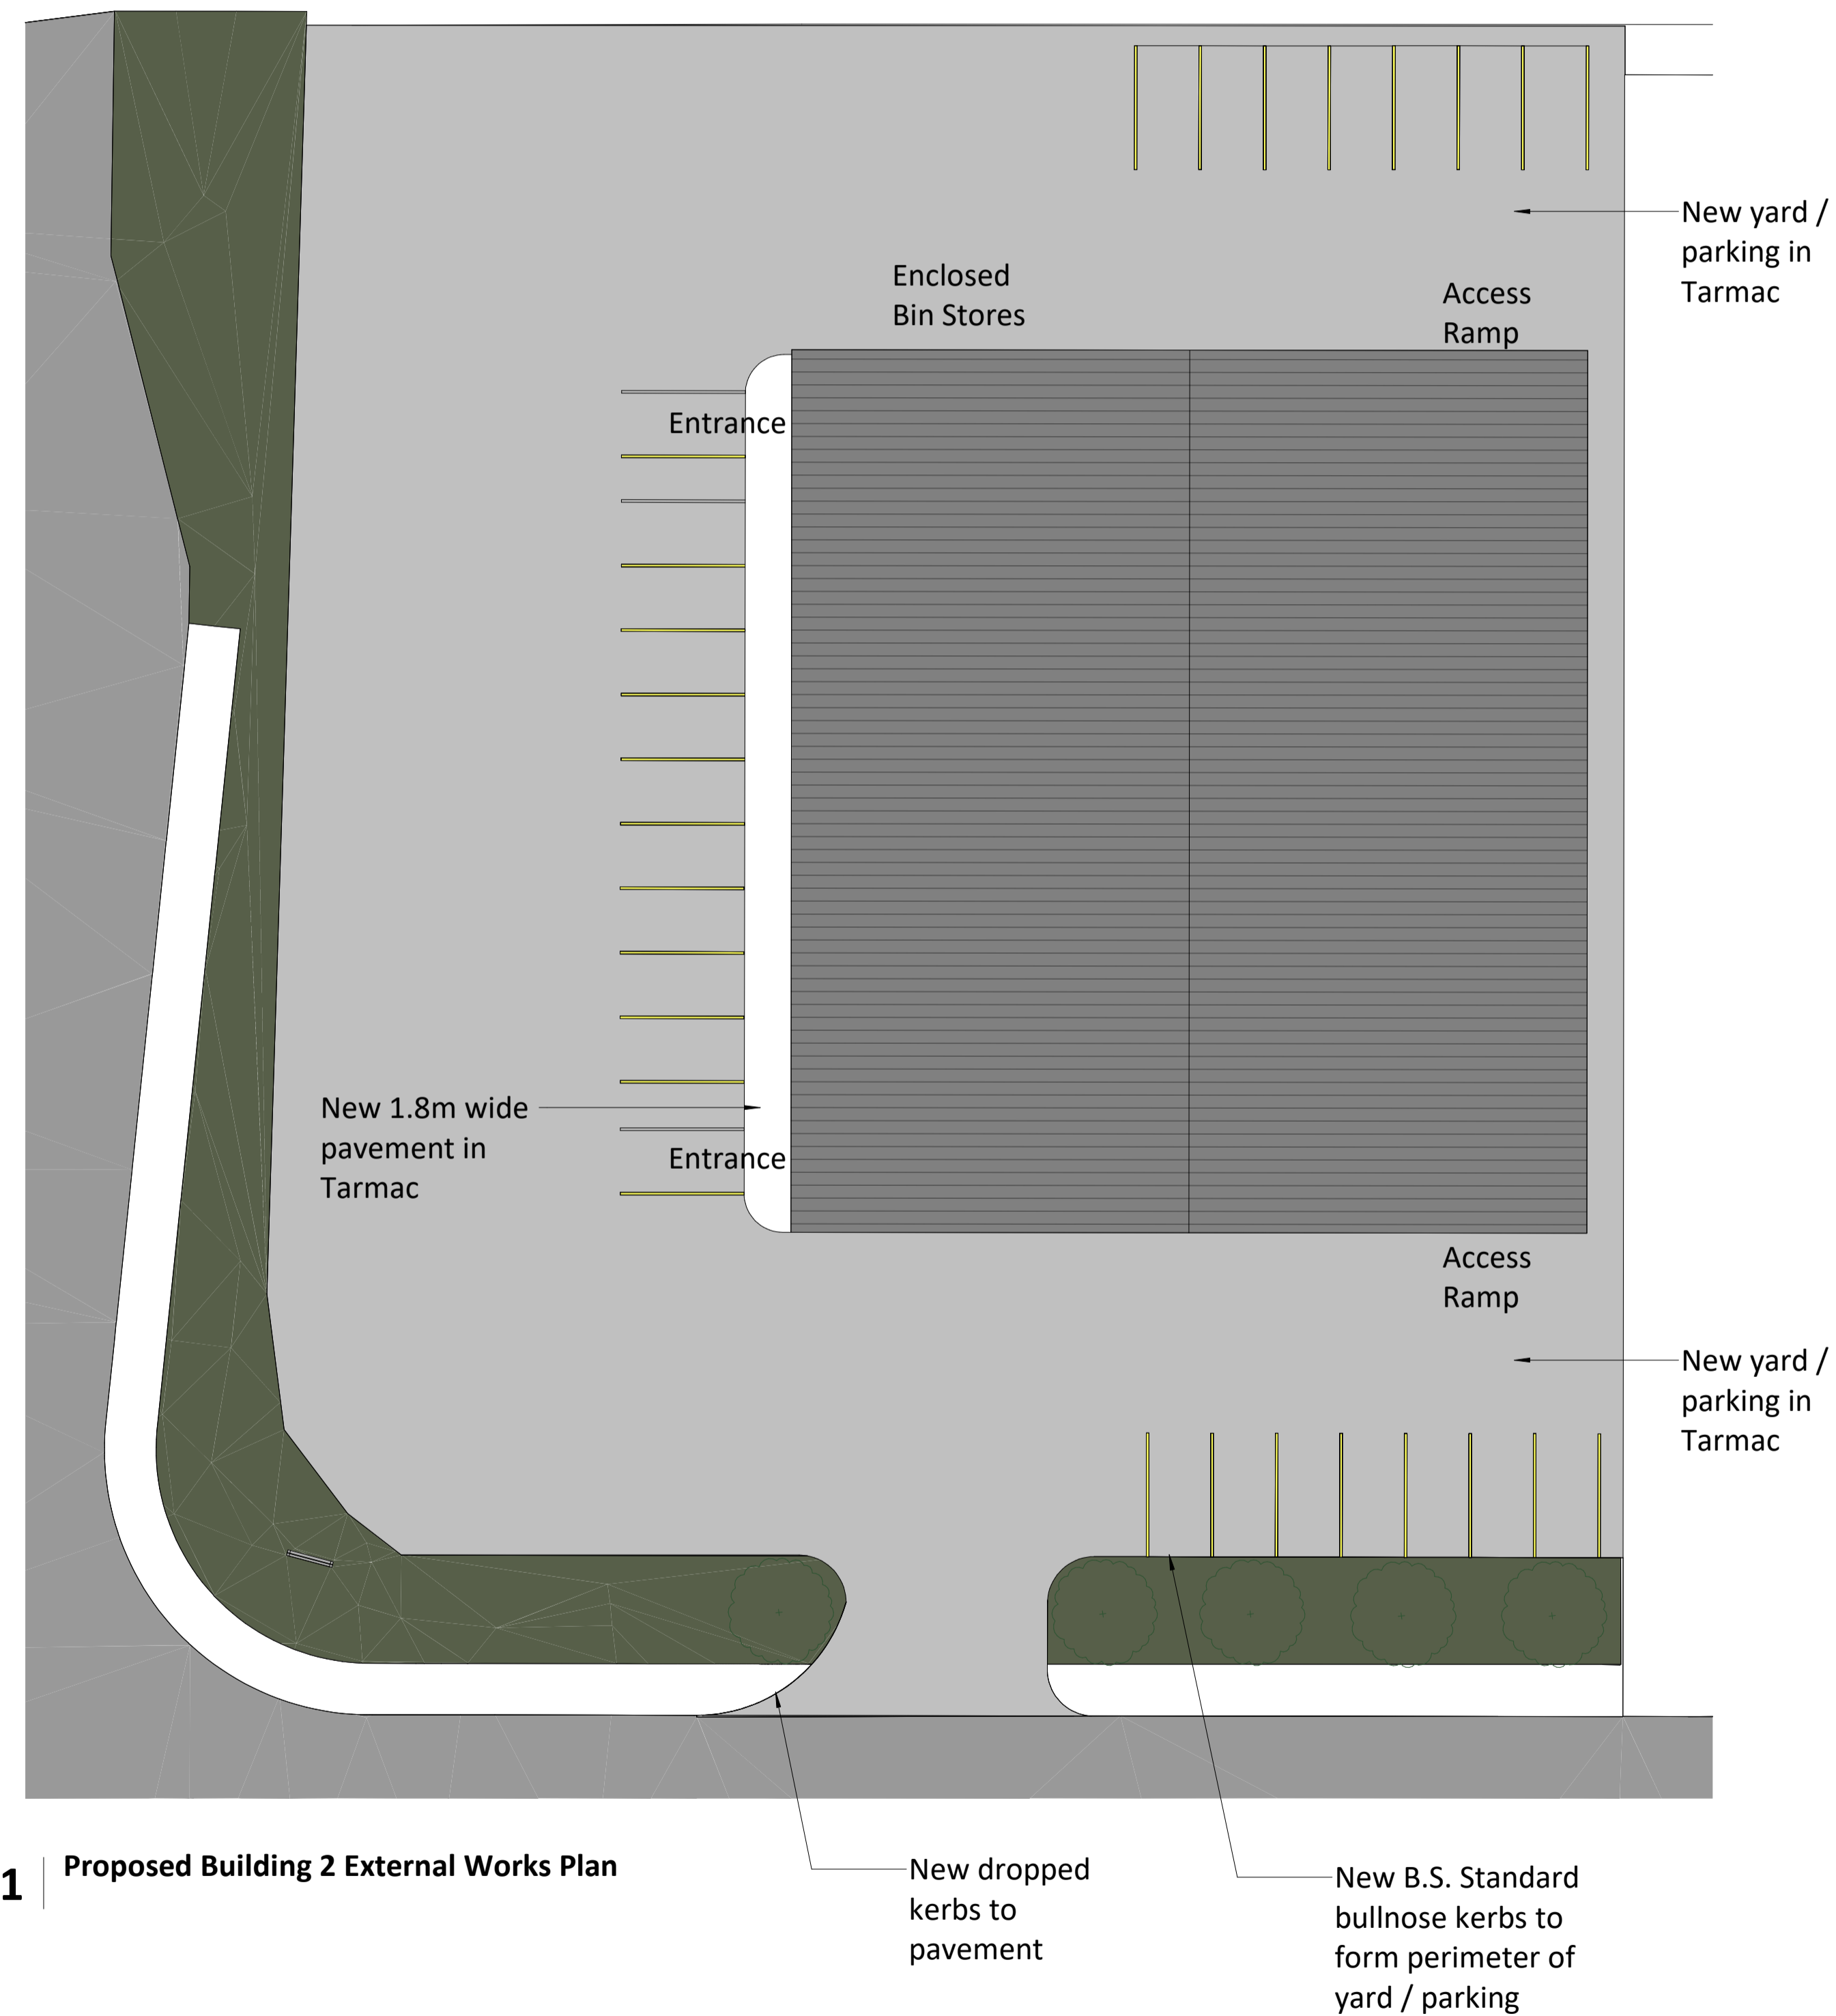 New yard /
parking in
Tarmac
Enclosed
Bin Stores
Access
Ramp
Entrance
New 1.8m wide
pavement in
Tarmac
Entrance
Access
Ramp
New yard /
parking in
Tarmac
1
Proposed Building 2 External Works Plan
New dropped
kerbs to
pavement
New B.S. Standard
bullnose kerbs to
form perimeter of
yard / parking